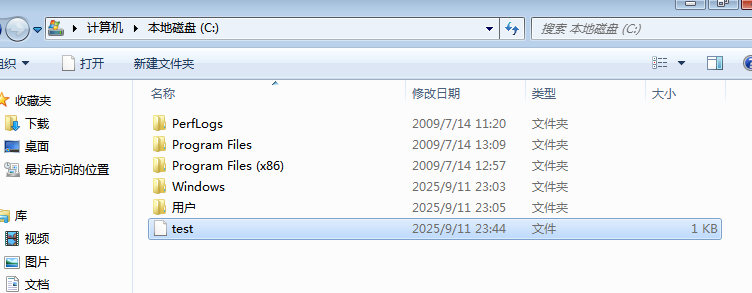 计算机 本地磁盘 (C:) 搜索 本地磁盘 (C:)
组织 打开 新建文件夹
收藏夹
下载
桌面
最近访问的位置
库
视频
图片
文档
名称 修改日期 类型 大小
PerfLogs 2009/7/14 11:20 文件夹
Program Files 2009/7/14 13:09 文件夹
Program Files (x86) 2009/7/14 12:57 文件夹
Windows 2025/9/11 23:03 文件夹
用户 2025/9/11 23:05 文件夹
test 2025/9/11 23:44 文件 1 KB